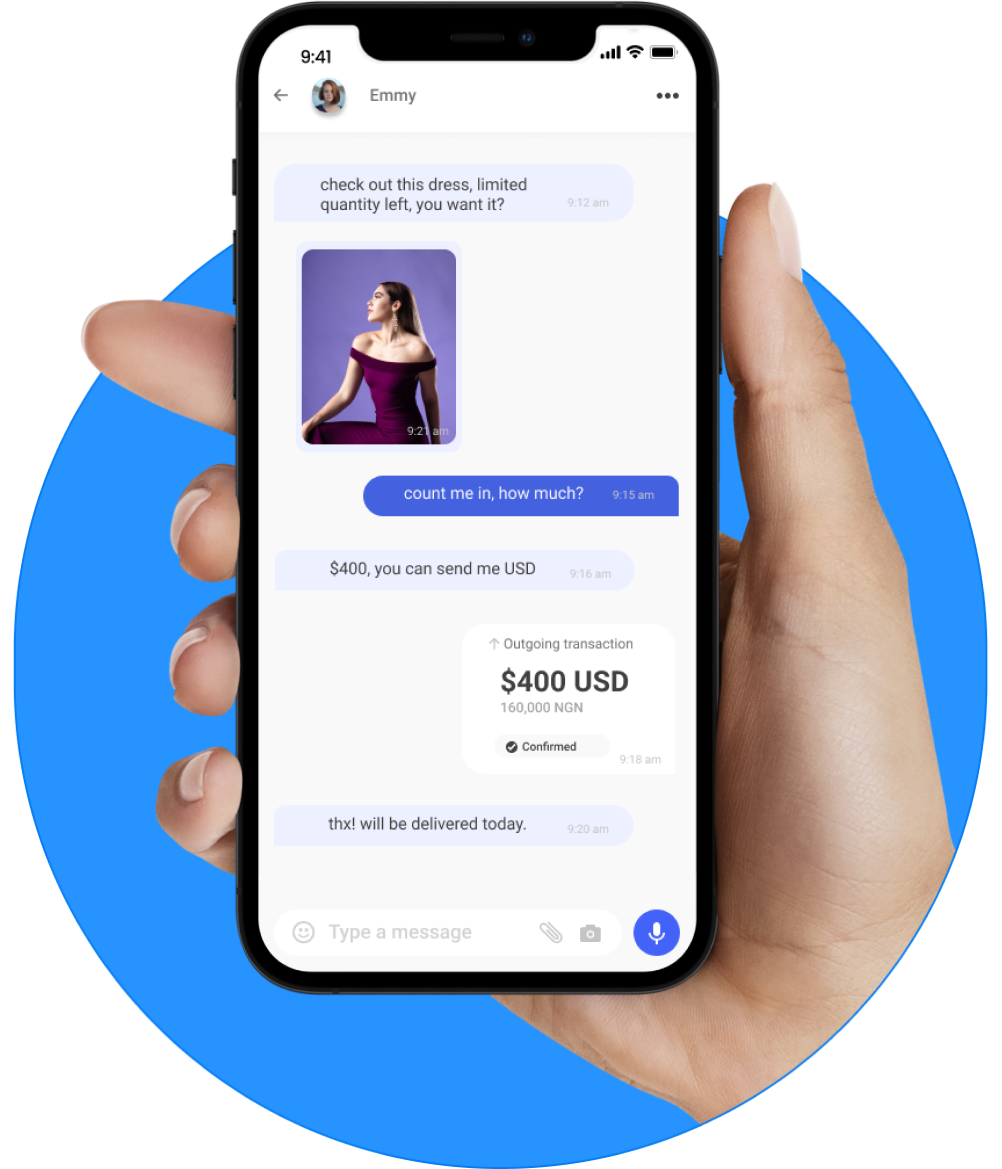 9:41
Emmy
check out this dress, limited
quantity left, you want it?
9:12 am
9:21 am
count me in, how much?
9:15 am
$400, you can send me USD
9:16 am
Outgoing transaction
$400 USD
160,000 NGN
Confirmed
9:18 am
thx! will be delivered today.
9:20 am
Type a message